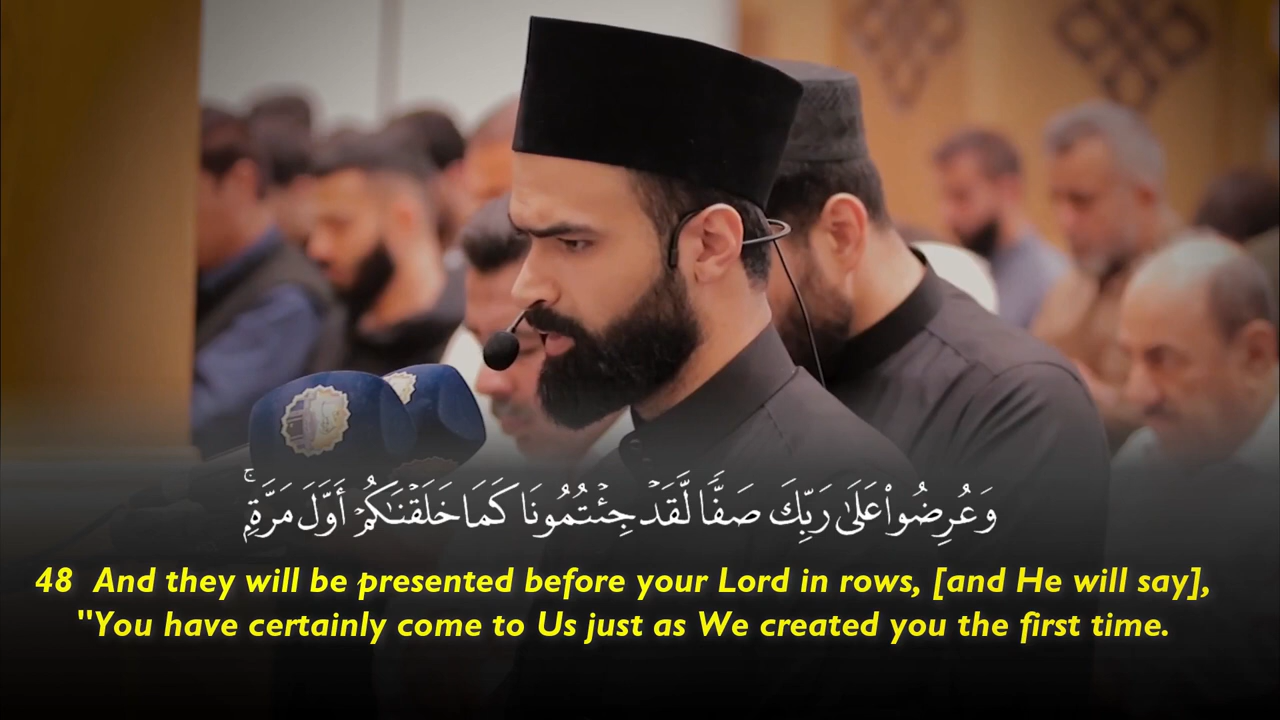 وَعُرِضُوا۟ عَلَىٰ رَبِّكَ صَفًّا لَّقَدْ جِئْتُمُونَا كَمَا خَلَقْنَـٰكُمْ أَوَّلَ مَرَّةٍۭ ۚ
48 And they will be presented before your Lord in rows, [and He will say],
"You have certainly come to Us just as We created you the first time.